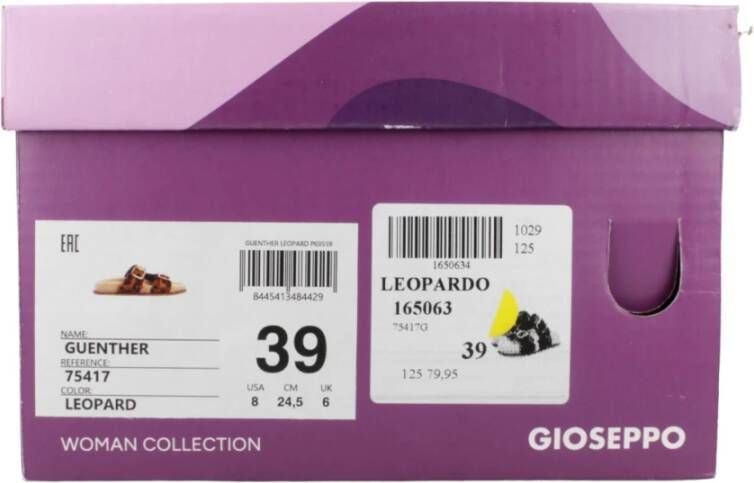 EAC
GUENTHER LEOPARD P60559
8445413484429
NAME:
GUENTHER
REFERENCE:
75417
COLOR:
LEOPARD
39
USA CM UK
8 24,5 6
1029
125
1650634
LEOPARDO
165063
75417G
39
125 79,95
WOMAN COLLECTION
GIOSEPPO